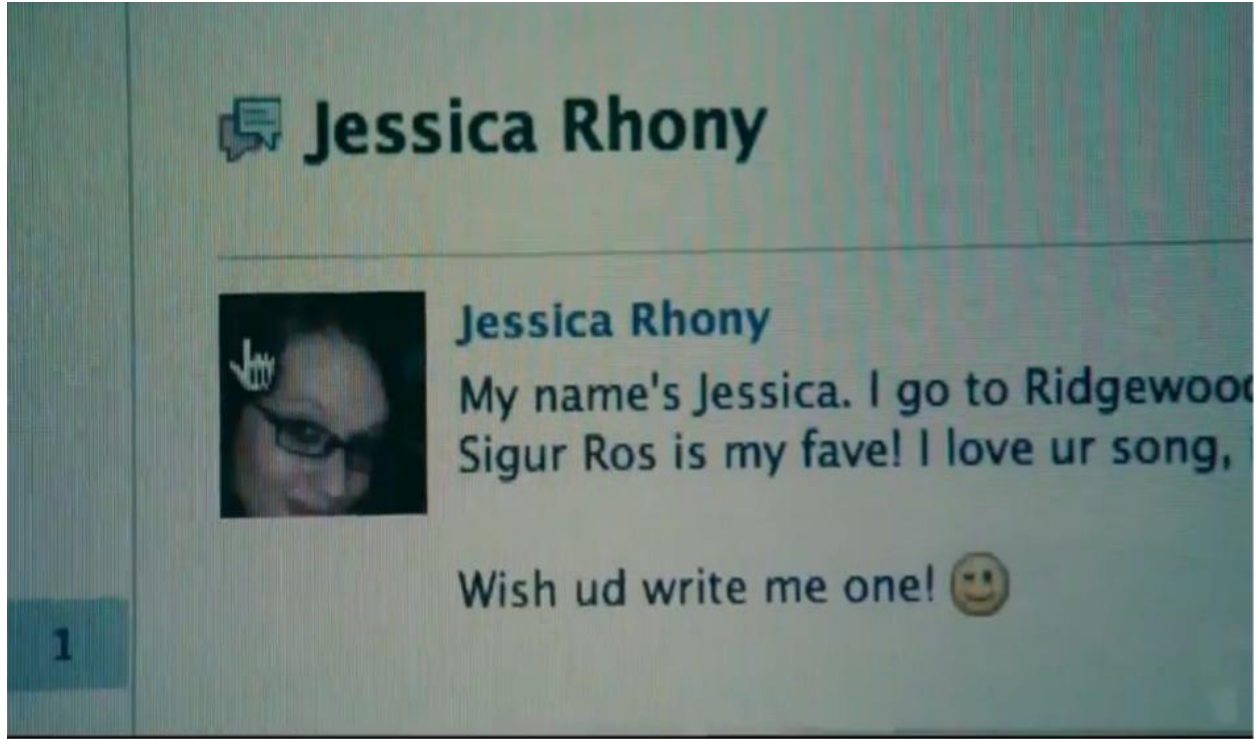 Jessica Rhony
Jessica Rhony
My name's Jessica. I go to Ridgewood
Sigur Ros is my fave! I love ur song,
Wish ud write me one!
1